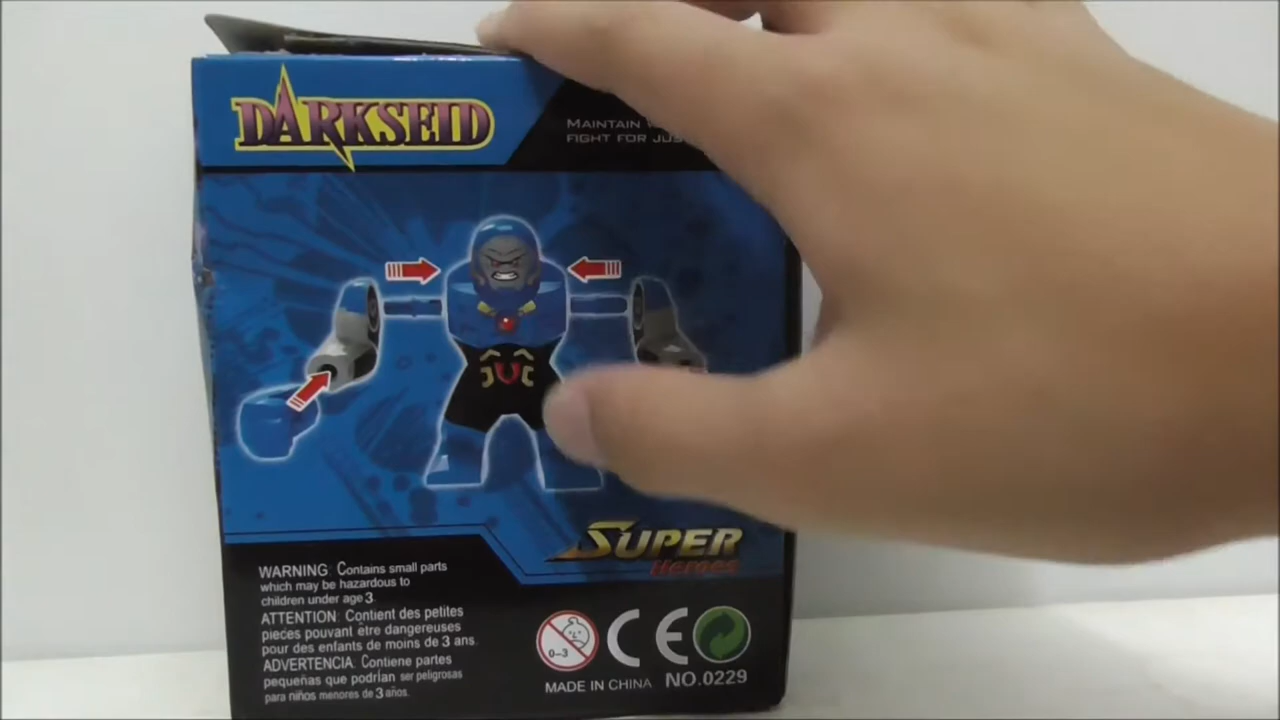 DARKSEID
MAINTAIN
FIGHT FOR
SUPER
Heroes
WARNING: Contains small parts
which may be hazardous to
children under age 3.
ATTENTION: Contient des petites
pieces pouvant être dangereuses
pour des enfants de moins de 3 ans.
ADVERTENCIA. Contiene partes
pequeñas que podrían ser peligrosas
para niños menores de 3 años.
0-3
CE
MADE IN CHINA NO.0229